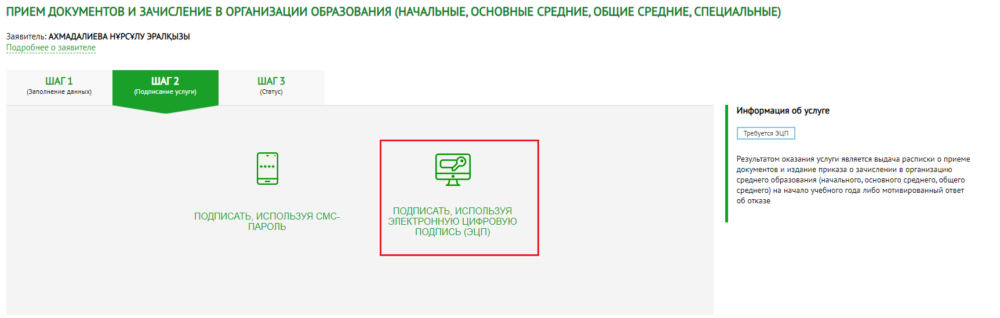 ПРИЕМ ДОКУМЕНТОВ И ЗАЧИСЛЕНИЕ В ОРГАНИЗАЦИИ ОБРАЗОВАНИЯ (НАЧАЛЬНЫЕ, ОСНОВНЫЕ СРЕДНИЕ, ОБЩИЕ СРЕДНИЕ, СПЕЦИАЛЬНЫЕ)
Заявитель: АХМАДАЛИЕВА НҰРСҰЛУ ЭРАЛҚЫЗЫ
Подробнее о заявителе
ШАГ 1
(Заполнение данных)
ШАГ 2
(Подписание услуги)
ШАГ 3
(Статус)
****
ПОДПИСАТЬ, ИСПОЛЬЗУЯ СМС-
ПАРОЛЬ
ПОДПИСАТЬ, ИСПОЛЬЗУЯ
ЭЛЕКТРОННУЮ ЦИФРОВУЮ
ПОДПИСЬ (ЭЦП)
Информация об услуге
Требуется ЭЦП
Результатом оказания услуги является выдача расписки о приеме
документов и издание приказа о зачислении в организацию
среднего образования (начального, основного среднего, общего
среднего) на начало учебного года либо мотивированный ответ
об отказе